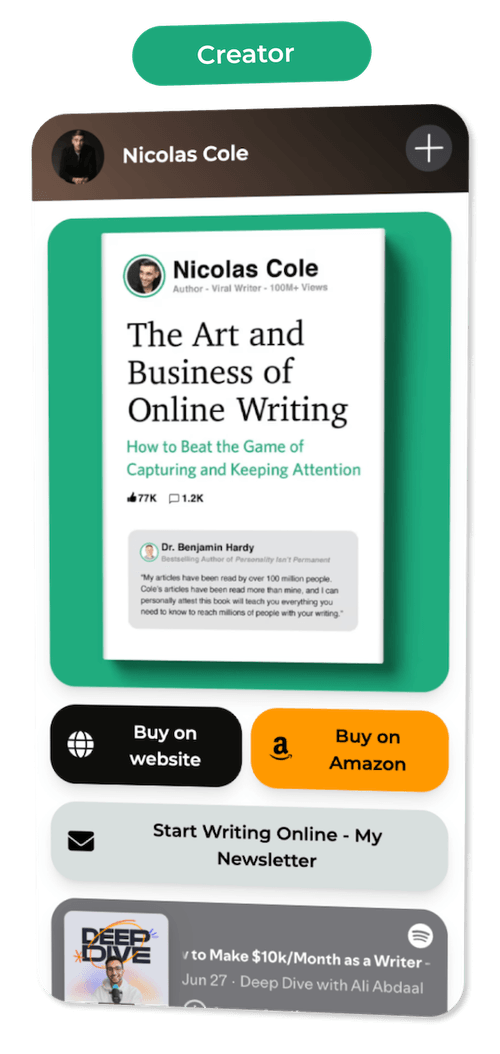 Creator
Nicolas Cole
Nicolas Cole
Author - Viral Writer - 100M+ Views
The Art and
Business of
Online Writing
How to Beat the Game of
Capturing and Keeping Attention
77K 1.2K
Dr. Benjamin Hardy
Bestselling Author of Personality Isn't Permanent
"My articles have been read by over 100 million people.
Cole's articles have been read more than mine, and I can
personally attest this book will teach you everything you
need to know to reach millions of people with your writing."
Buy on
website
Buy on
Amazon
Start Writing Online - My
Newsletter
DEEP
DIVE
to Make $10k/Month as a Writer -
Jun 27 · Deep Dive with Ali Abdaal